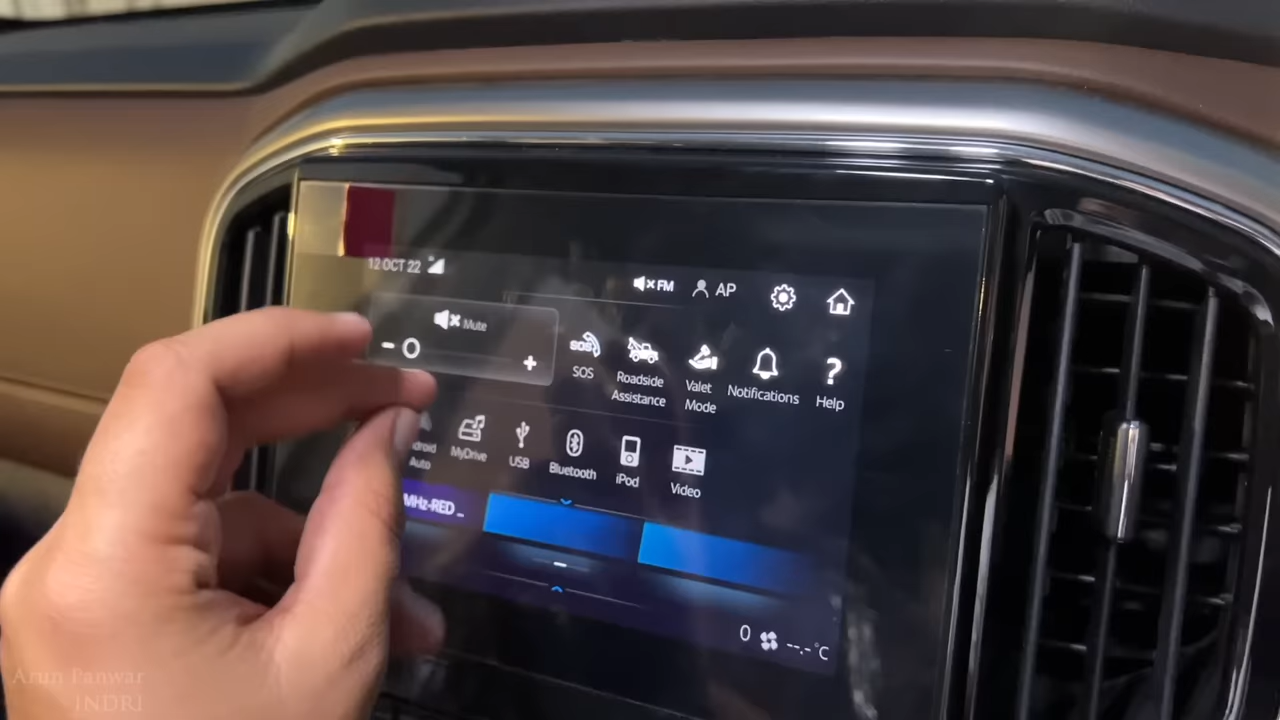 12 OCT 22
FM
AP
Mute
SOS
SOS
Roadside
Assistance
Valet
Mode
Notifications
?
Help
Auto
MyDrive
USB
Bluetooth
iPod
Video
MHz-RED ...
0
--.-°C
Arun Panwar
INDRI